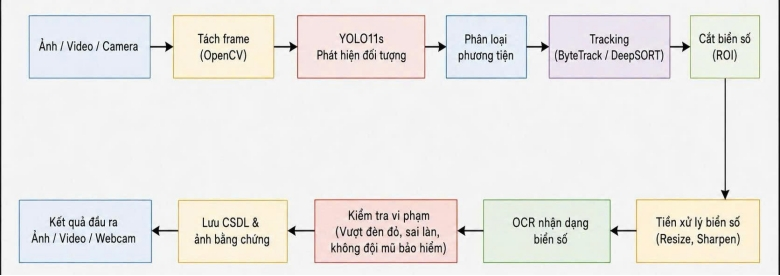 Ảnh / Video / Camera
Tách frame
(OpenCV)
YOLO11s
Phát hiện đối tượng
Phân loại
phương tiện
Tracking
(ByteTrack / DeepSORT)
Cắt biển số
(ROI)
Kết quả đầu ra
Ảnh / Video / Webcam
Lưu CSDL &
ảnh bằng chứng
Kiểm tra vi phạm
(Vượt đèn đỏ, sai làn,
không đội mũ bảo hiểm)
OCR nhận dạng
biển số
Tiền xử lý biển số
(Resize, Sharpen)